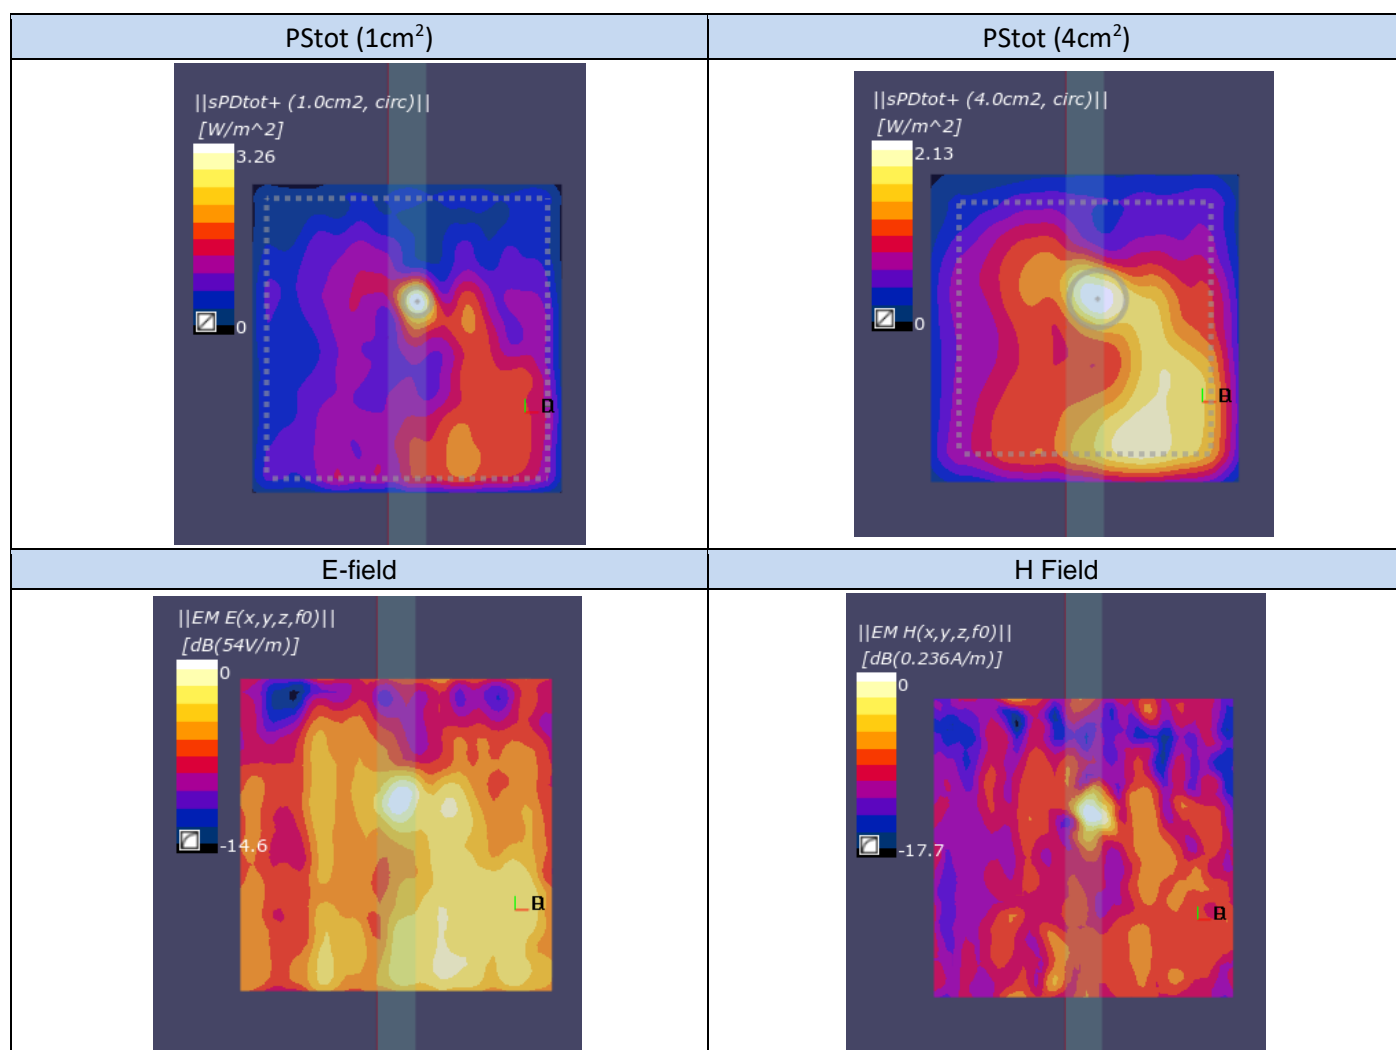 PStot (1cm²)
PStot (4cm²)
||sPDtot+ (1.0cm2, circ)||
[W/m^2]
3.26
0
||sPDtot+ (4.0cm2, circ)||
[W/m^2]
2.13
0
E-field
H Field
||EM E(x,y,z,f0)||
[dB(54V/m)]
0
-14.6
||EM H(x,y,z,f0)||
[dB(0.236A/m)]
0
-17.7